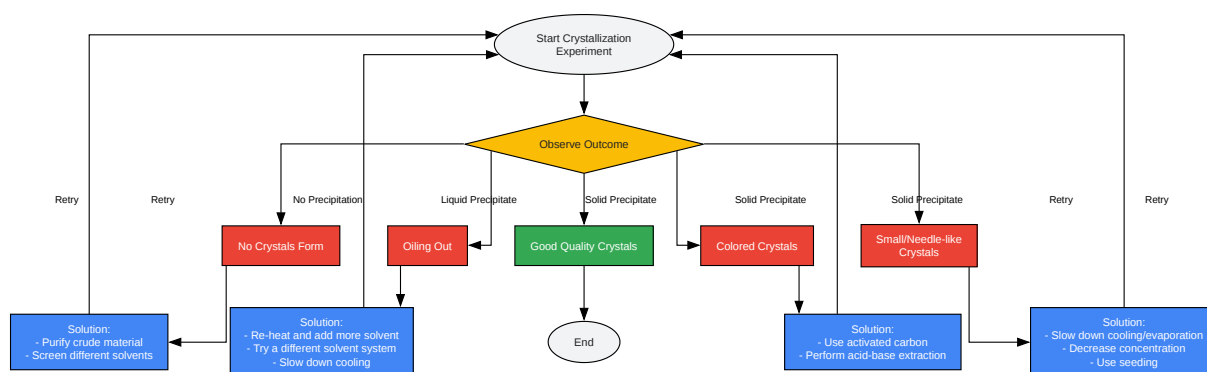 Start Crystallization
Experiment
Observe Outcome
Retry
Retry
No Precipitation
Liquid Precipitate
Solid Precipitate
Solid Precipitate
Solid Precipitate
Retry
Retry
No Crystals Form
Oiling Out
Good Quality Crystals
Colored Crystals
Small/Needle-like
Crystals
Solution:
- Purify crude material
- Screen different solvents
Solution:
- Re-heat and add more solvent
- Try a different solvent system
- Slow down cooling
End
Solution:
- Use activated carbon
- Perform acid-base extraction
Solution:
- Slow down cooling/evaporation
- Decrease concentration
- Use seeding